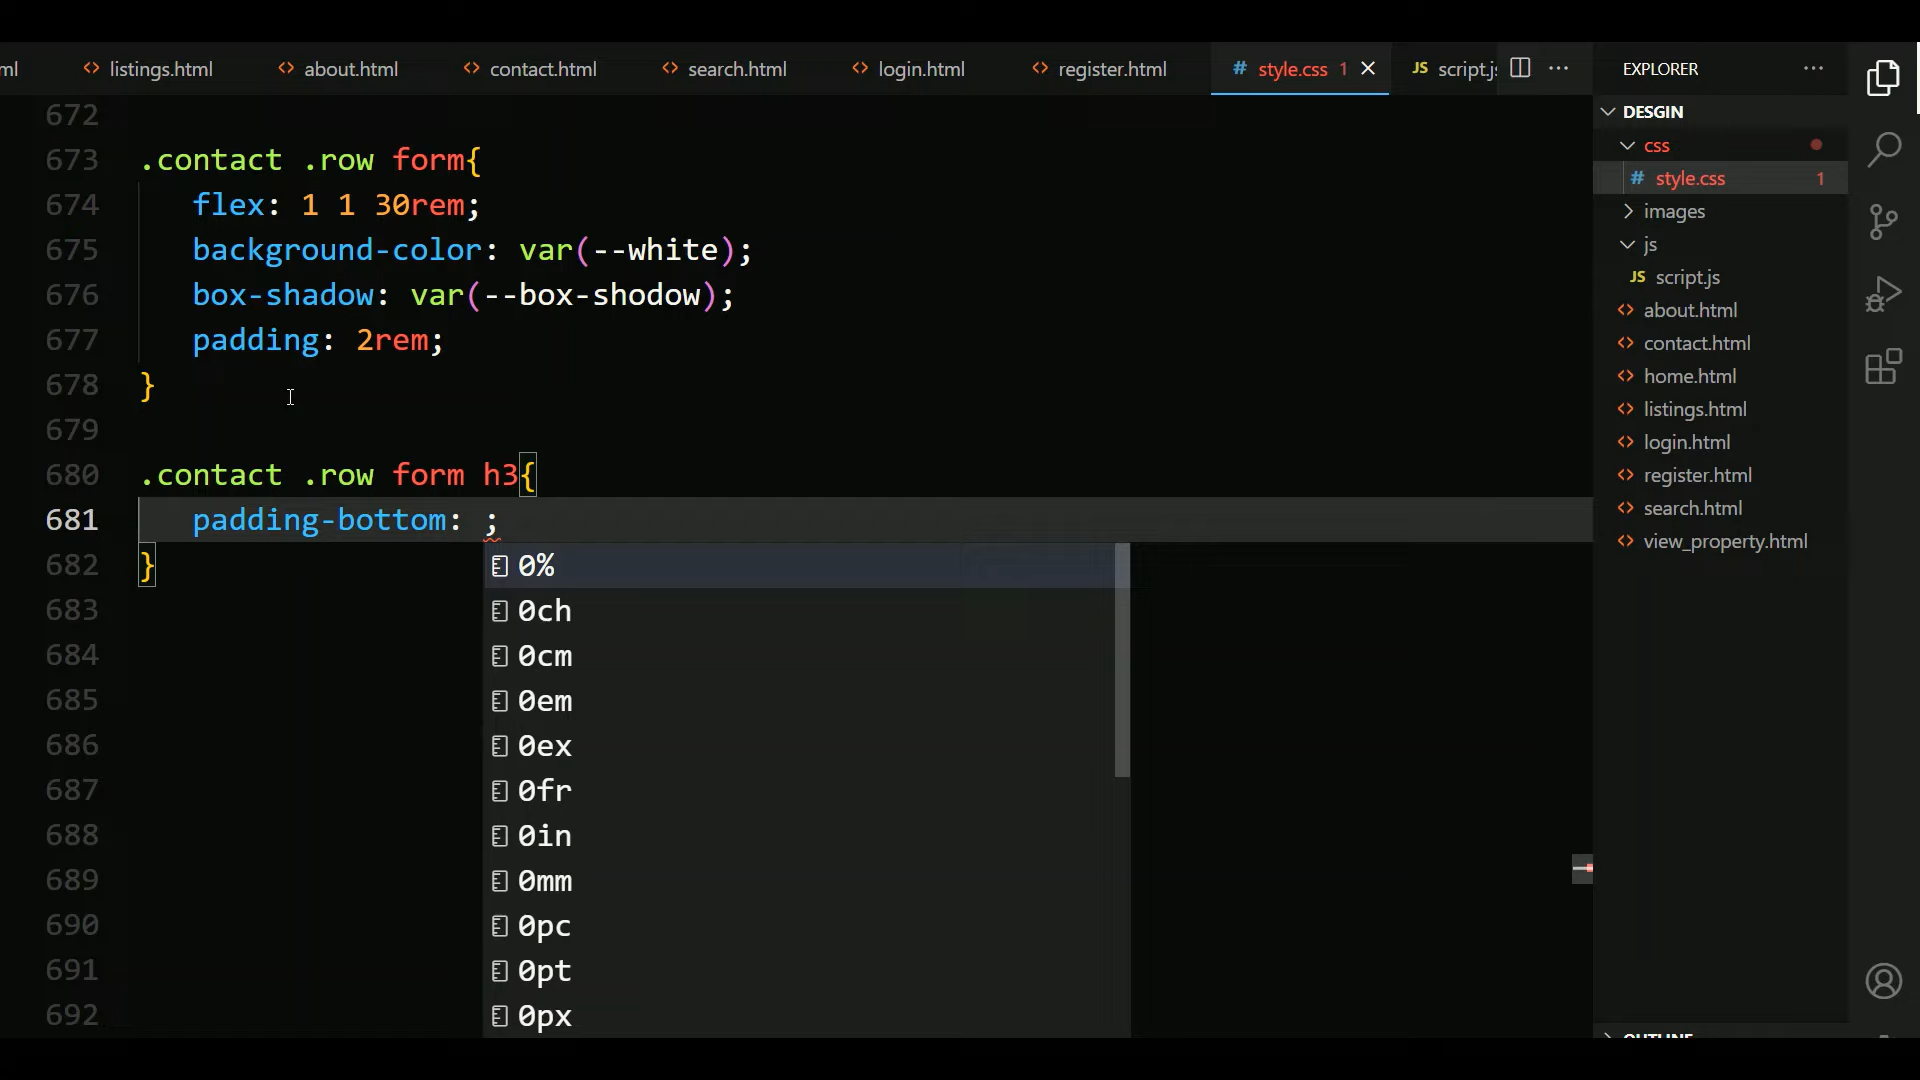 ml
listings.html
about.html
contact.html
search.html
login.html
register.html
# style.css 1
JS script.js
EXPLORER
672
673 .contact .row form{
674 flex: 1 1 30rem;
675 background-color: var(--white);
676 box-shadow: var(--box-shodow);
677 padding: 2rem;
678 }
679
680 .contact .row form h3{
681 padding-bottom: ;
682 }
683
684
685
686
687
688
689
690
691
692
0%
0ch
0cm
0em
0ex
0fr
0in
0mm
0pc
0pt
0px
DESGIN
css
# style.css 1
images
js
JS script.js
about.html
contact.html
home.html
listings.html
login.html
register.html
search.html
view_property.html
OUTLINE